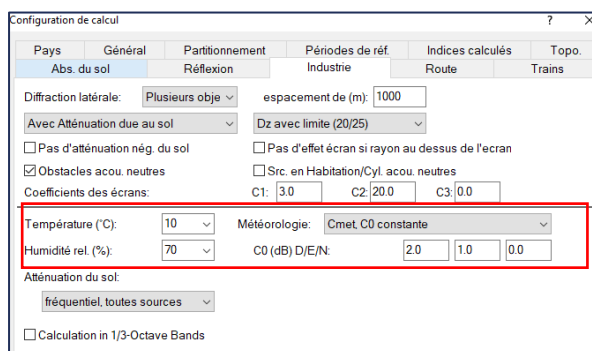 Configuration de calcul ? ×
Pays Général Partitionnement Périodes de réf. Indices calculés Topo.
Abs. du sol Réflexion Industrie Route Trains
Diffraction latérale: Plusieurs obje espacement de (m): 1000
Avec Atténuation due au sol Dz avec limite (20/25)
Pas d'atténuation nég. du sol Pas d'effet écran si rayon au dessus de l'ecran
Obstacles acou. neutres Src. en Habitation/Cyl. acou. neutres
Coefficients des écrans: C1: 3.0 C2: 20.0 C3: 0.0
Température (°C): 10 Météorologie: Cmet, C0 constante
Humidité rel. (%): 70 C0 (dB) D/E/N: 2.0 1.0 0.0
Atténuation du sol:
fréquentiel, toutes sources
Calculation in 1/3-Octave Bands